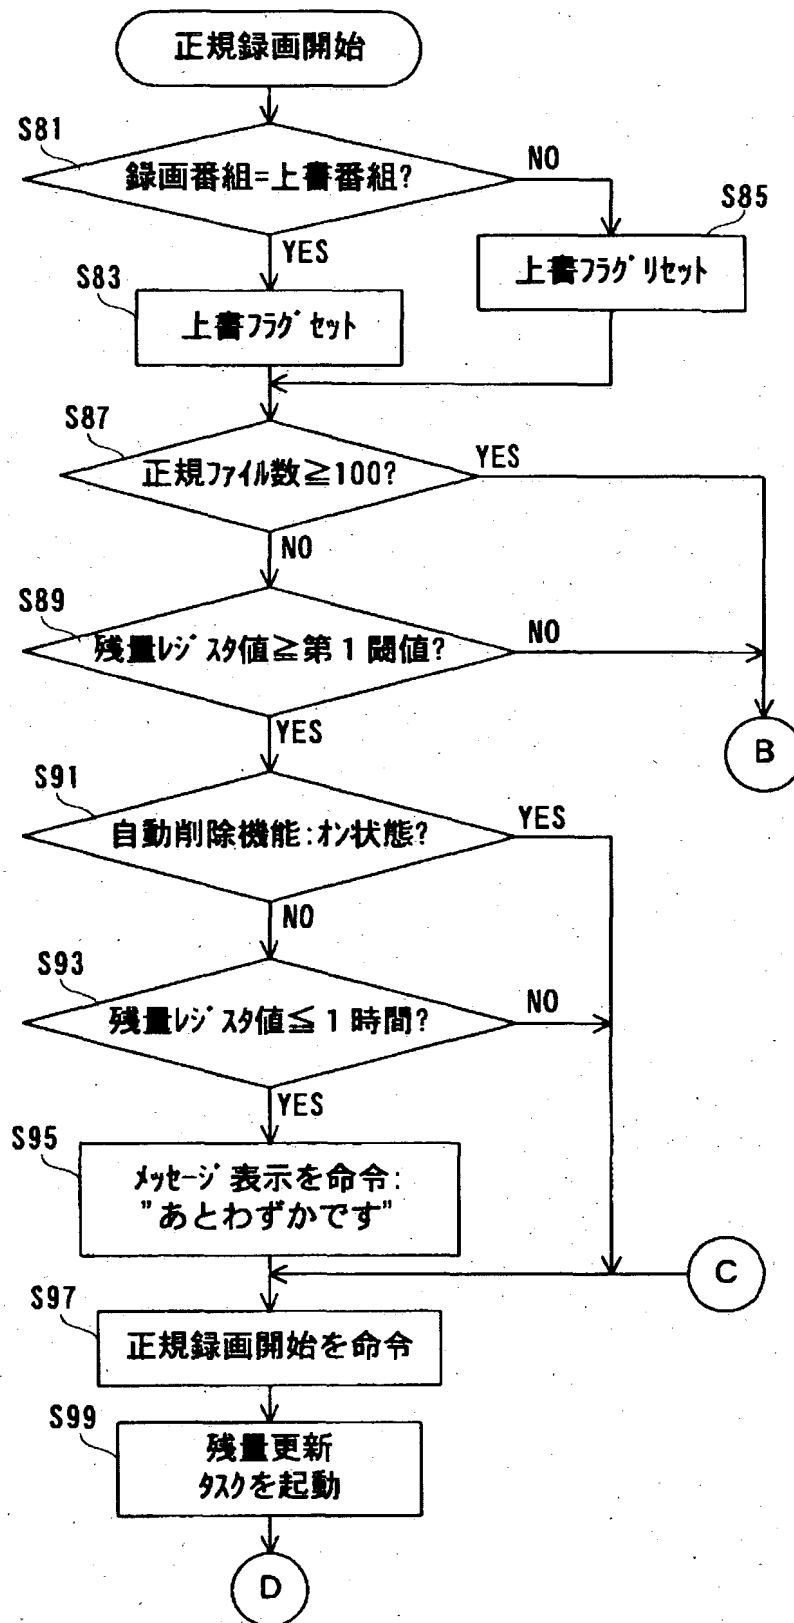 正規録画開始
S81
録画番組=上書番組?
NO
YES
S85
上書フラグリセット
S83
上書フラグセット
S87
正規ファイル数≧100?
YES
NO
S89
残量レジスタ値≧第1閾値?
NO
YES
B
S91
自動削除機能:オン状態?
YES
NO
S93
残量レジスタ値≦1時間?
NO
YES
S95
メッセージ表示を命令:
"あとわずかです"
C
S97
正規録画開始を命令
S99
残量更新
タスクを起動
D